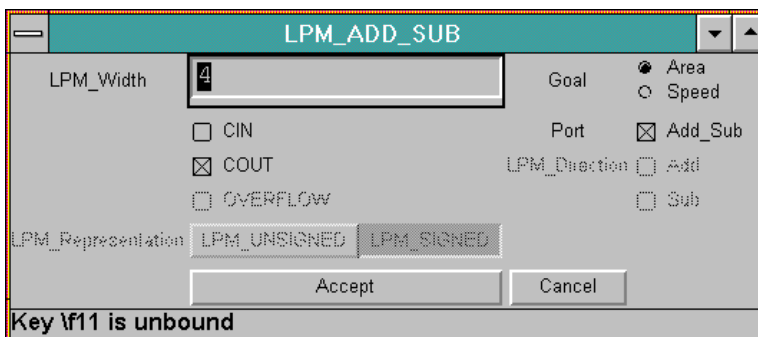 LPM_ADD_SUB
LPM_Width 4 Goal Area
Speed
CIN Port Add_Sub
COUT LPM_Direction Add
OVERFLOW Sub
LPM_Representation LPM_UNSIGNED LPM_SIGNED
Accept Cancel
Key \f11 is unbound